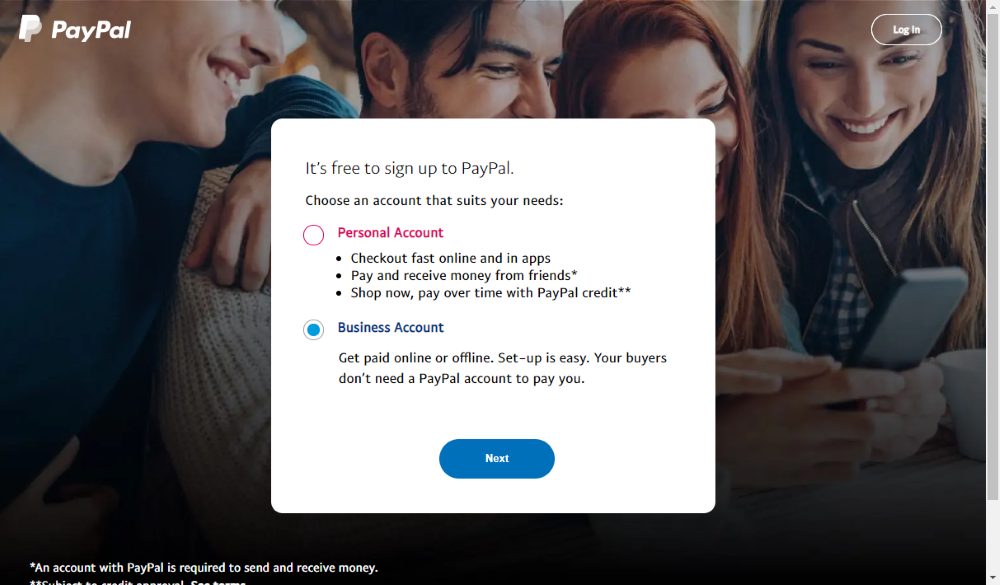 PayPal
Log In
It's free to sign up to PayPal.
Choose an account that suits your needs:
Personal Account
• Checkout fast online and in apps
• Pay and receive money from friends*
• Shop now, pay over time with PayPal credit**
Business Account
Get paid online or offline. Set-up is easy. Your buyers
don't need a PayPal account to pay you.
Next
*An account with PayPal is required to send and receive money.
**Subject to credit approval. See terms.